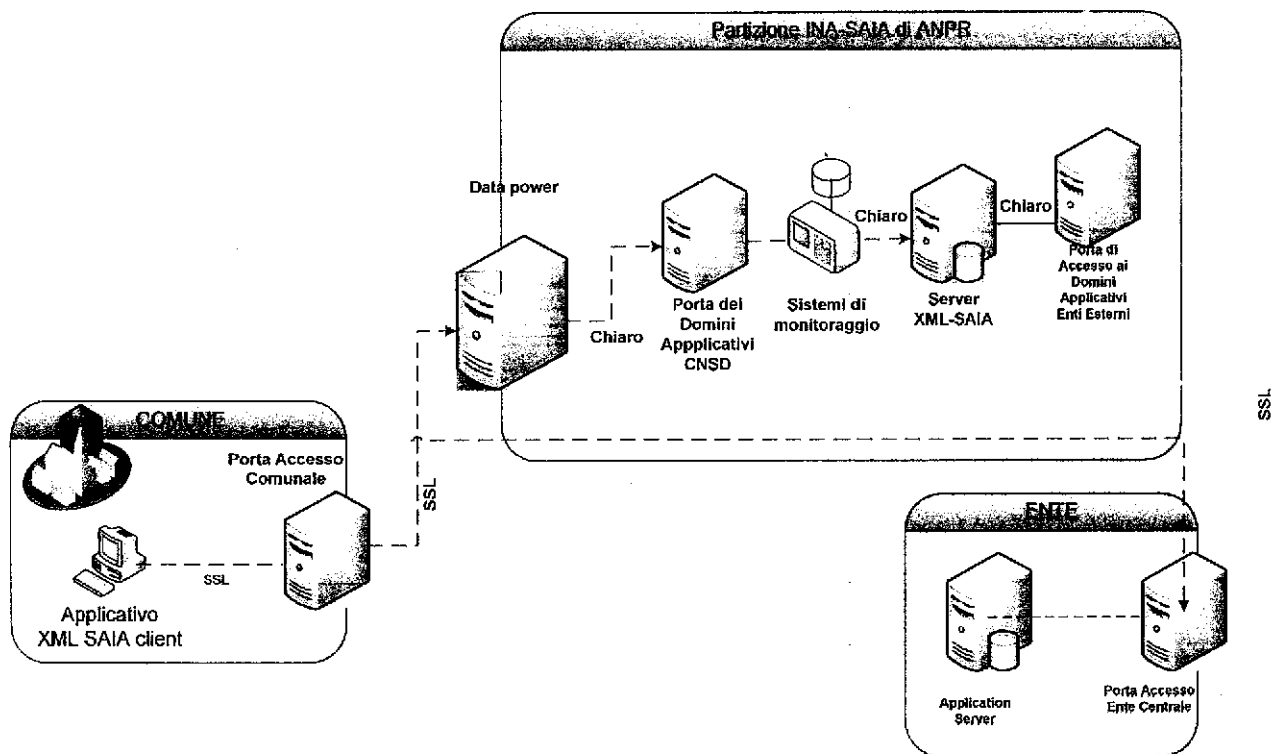 Partizione INA-SAIA di ANPR
Data power
Chiaro
Porta dei
Domini
Appplicativi
CNSD
Sistemi di
monitoraggio
Chiaro
Server
XML-SAIA
Chiaro
Porta di
Accesso ai
Domini
Applicativi
Enti Esterni
SSL
COMUNE
Porta Accesso
Comunale
SSL
SSL
Applicativo
XML SAIA client
ENTE
Application
Server
Porta Accesso
Ente Centrale